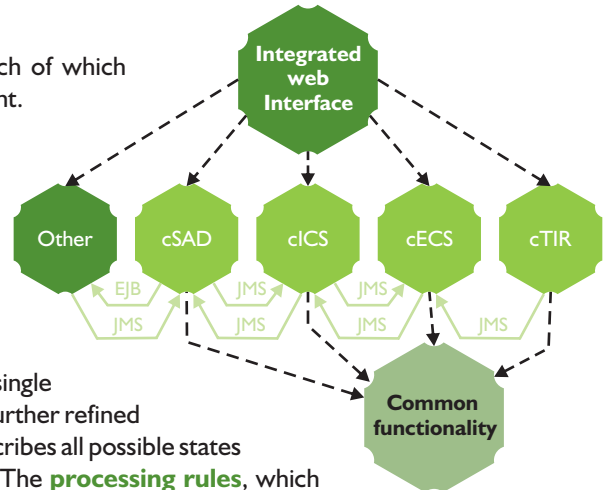 Integrated
web
Interface
ch of which
nt.
Other cSAD cICS cECS cTIR
EJB JMS JMS
JMS JMS JMS JMS
single
urther refined
cribes all possible states
The processing rules, which
Common
functionality